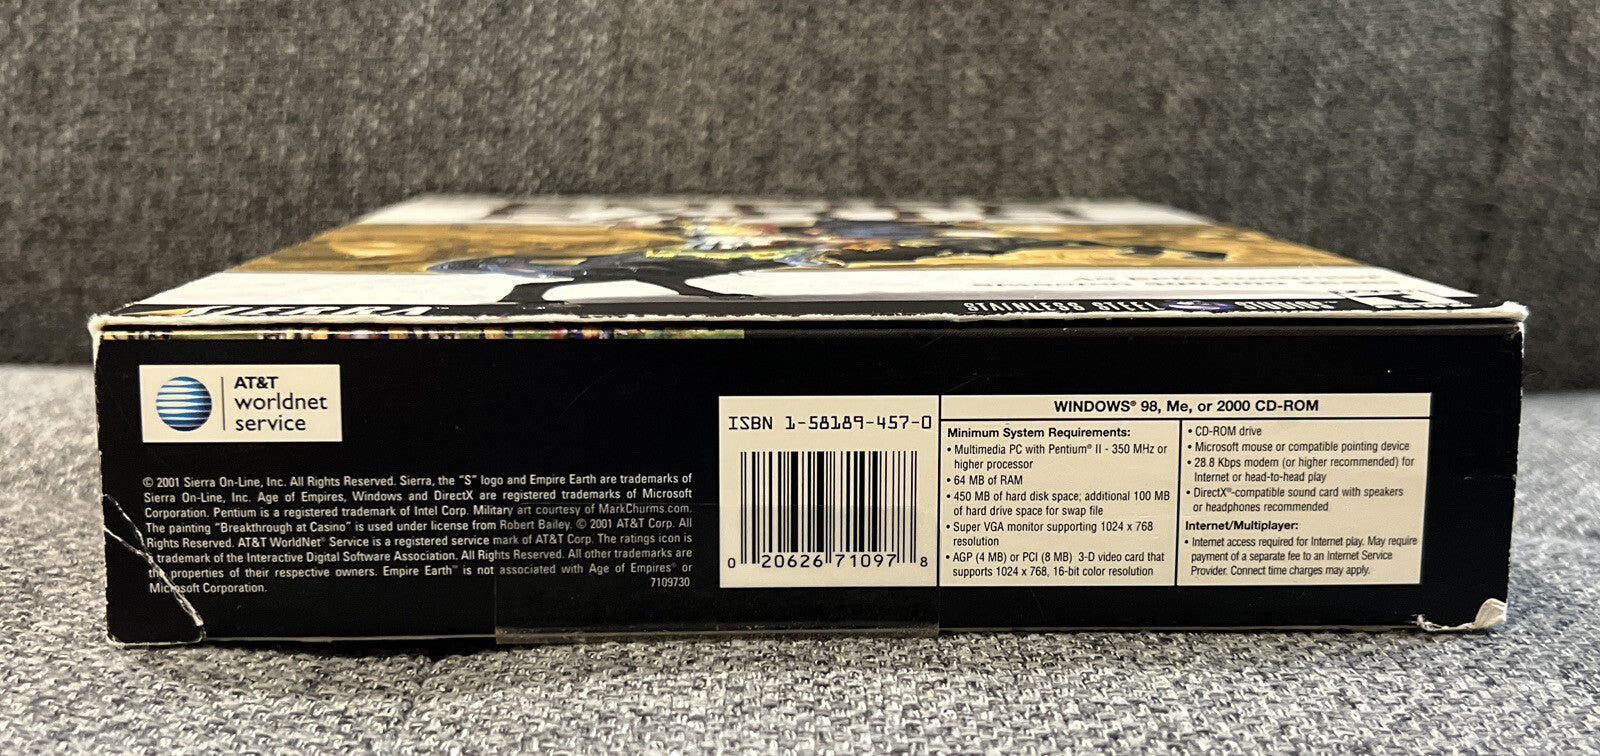 SIERRA™
STAINLESS STEEL STUDIOS™
AT&T
worldnet
service
© 2001 Sierra On-Line, Inc. All Rights Reserved. Sierra, the "S" logo and Empire Earth are trademarks of
Sierra On-Line, Inc. Age of Empires, Windows and DirectX are registered trademarks of Microsoft
Corporation. Pentium is a registered trademark of Intel Corp. Military art courtesy of MarkChurms.com.
The painting "Breakthrough at Casino" is used under license from Robert Bailey. © 2001 AT&T Corp. All
Rights Reserved. AT&T WorldNet® Service is a registered service mark of AT&T Corp. The ratings icon is
a trademark of the Interactive Digital Software Association. All Rights Reserved. All other trademarks are
the properties of their respective owners. Empire Earth™ is not associated with Age of Empires® or
Microsoft Corporation.
7109730
ISBN 1-58189-457-0
0 20626 71097 8
WINDOWS® 98, Me, or 2000 CD-ROM
Minimum System Requirements:
• Multimedia PC with Pentium® II - 350 MHz or
higher processor
• 64 MB of RAM
• 450 MB of hard disk space; additional 100 MB
of hard drive space for swap file
• Super VGA monitor supporting 1024 x 768
resolution
• AGP (4 MB) or PCI (8 MB) 3-D video card that
supports 1024 x 768, 16-bit color resolution
• CD-ROM drive
• Microsoft mouse or compatible pointing device
• 28.8 Kbps modem (or higher recommended) for
Internet or head-to-head play
• DirectX®-compatible sound card with speakers
or headphones recommended
Internet/Multiplayer:
• Internet access required for Internet play. May require
payment of a separate fee to an Internet Service
Provider. Connect time charges may apply.